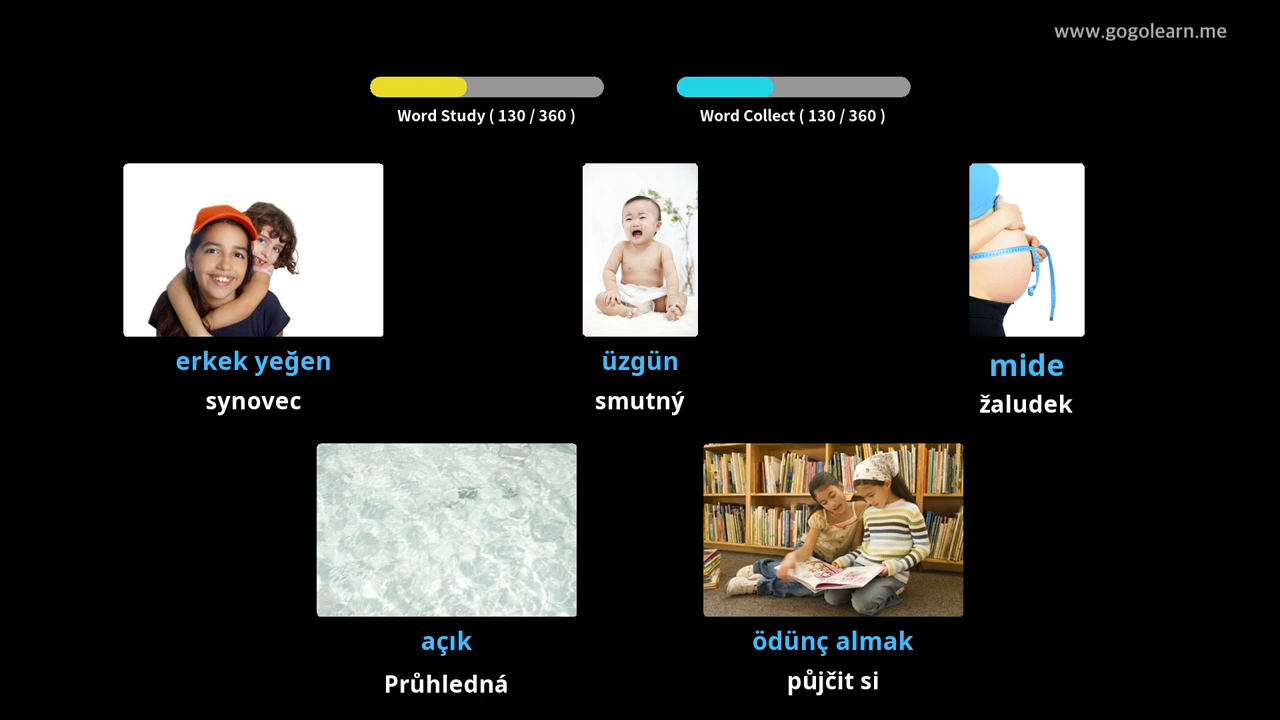 www.gogolearn.me
Word Study ( 130 / 360 )
Word Collect ( 130 / 360 )
erkek yeğen
synovec
üzgün
smutný
mide
žaludek
açık
Průhledná
ödünç almak
půjčit si